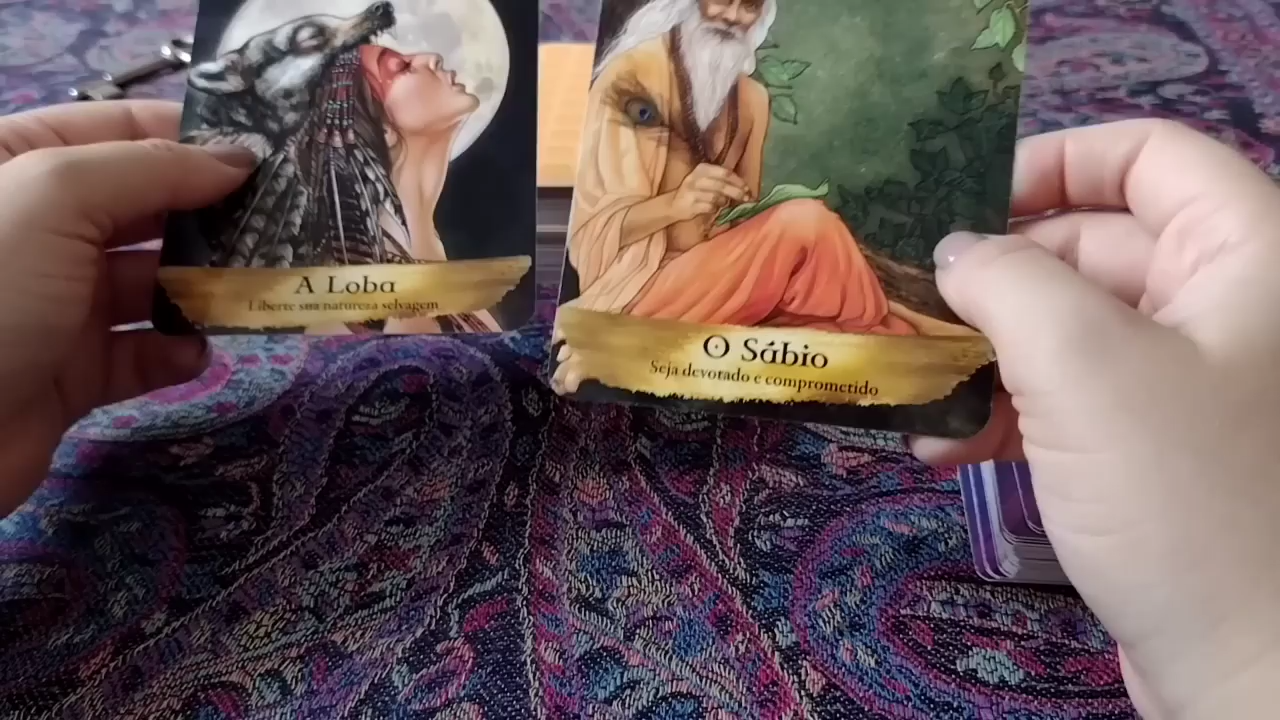 A Loba
Liberte sua natureza selvagem
O Sábio
Seja devotado e comprometido